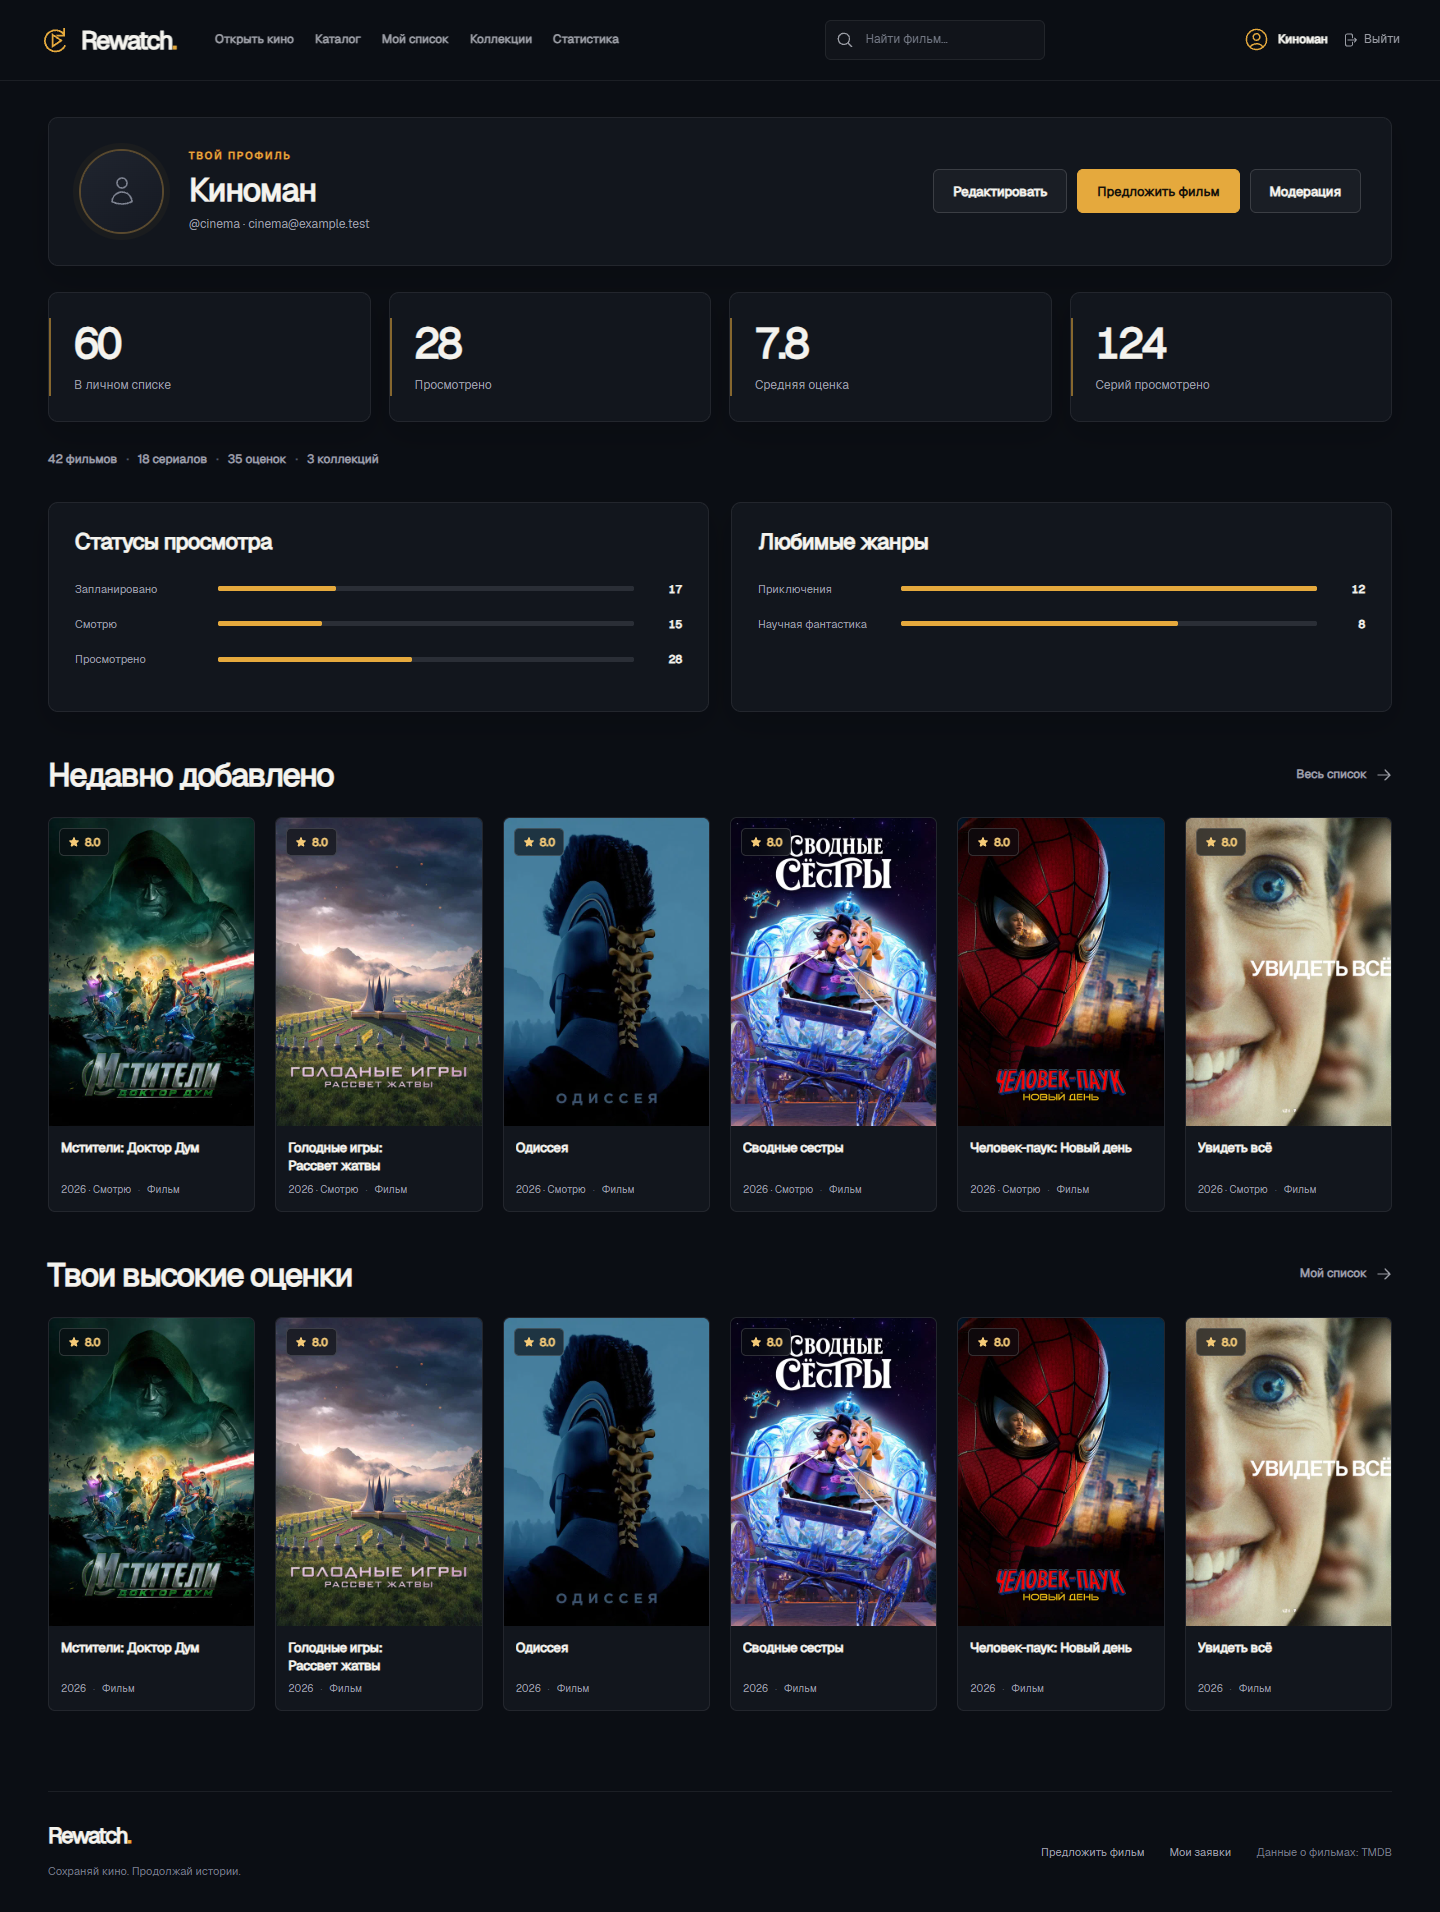 Rewatch.
Открыть кино Каталог Мой список Коллекции Статистика
Найти фильм...
Киноман Выйти
ТВОЙ ПРОФИЛЬ
Киноман
@cinema · cinema@example.test
Редактировать Предложить фильм Модерация
60
В личном списке
28
Просмотрено
7.8
Средняя оценка
124
Серий просмотрено
42 фильмов · 18 сериалов · 35 оценок · 3 коллекций
Статусы просмотра
Запланировано 17
Смотрю 15
Просмотрено 28
Любимые жанры
Приключения 12
Научная фантастика 8
Недавно добавлено
Весь список
8.0
МСТИТЕЛИ
ДОКТОР ДУМ
Мстители: Доктор Дум
2026 · Смотрю · Фильм
8.0
ГОЛОДНЫЕ ИГРЫ
РАССВЕТ ЖАТВЫ
Голодные игры:
Рассвет жатвы
2026 · Смотрю · Фильм
8.0
ОДИССЕЯ
Одиссея
2026 · Смотрю · Фильм
8.0
СВОДНЫЕ
СЁСТРЫ
Сводные сестры
2026 · Смотрю · Фильм
8.0
ЧЕЛОВЕК-ПАУК
НОВЫЙ ДЕНЬ
Человек-паук: Новый день
2026 · Смотрю · Фильм
8.0
УВИДЕТЬ ВСЁ
Увидеть всё
2026 · Смотрю · Фильм
Твои высокие оценки
Мой список
8.0
МСТИТЕЛИ
ДОКТОР ДУМ
Мстители: Доктор Дум
2026 · Фильм
8.0
ГОЛОДНЫЕ ИГРЫ
РАССВЕТ ЖАТВЫ
Голодные игры:
Рассвет жатвы
2026 · Фильм
8.0
ОДИССЕЯ
Одиссея
2026 · Фильм
8.0
СВОДНЫЕ
СЁСТРЫ
Сводные сестры
2026 · Фильм
8.0
ЧЕЛОВЕК-ПАУК
НОВЫЙ ДЕНЬ
Человек-паук: Новый день
2026 · Фильм
8.0
УВИДЕТЬ ВСЁ
Увидеть всё
2026 · Фильм
Rewatch.
Сохраняй кино. Продолжай истории.
Предложить фильм Мои заявки Данные о фильмах: TMDB